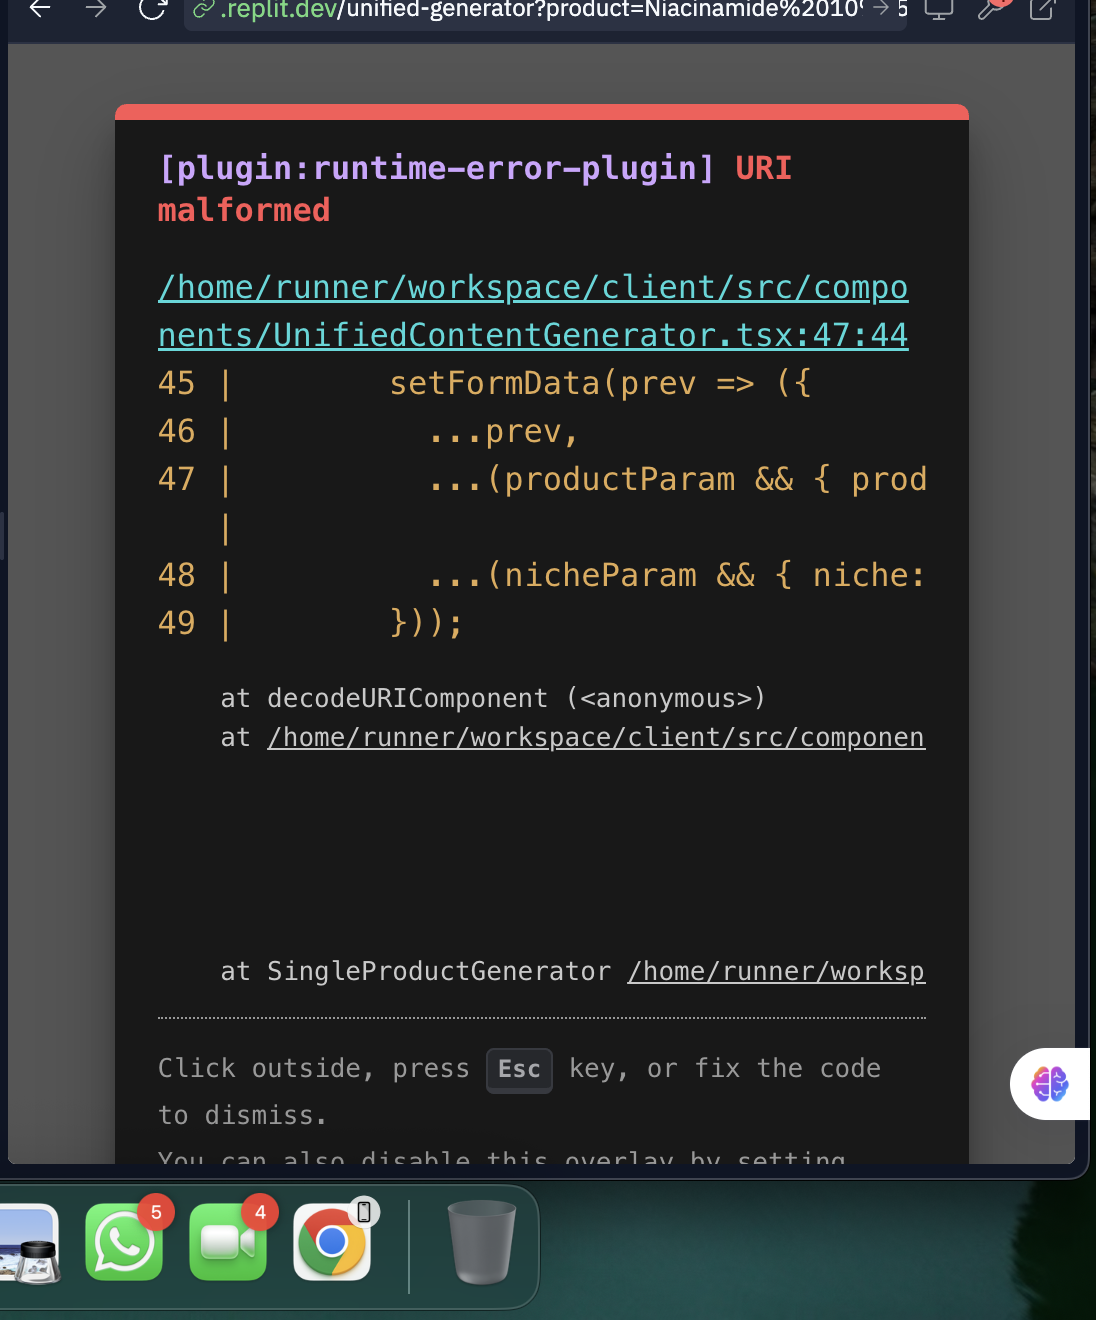 .replit.dev/unified-generator?product=Niacinamide%2010
[plugin:runtime-error-plugin] URI
malformed
/home/runner/workspace/client/src/compo
nents/UnifiedContentGenerator.tsx:47:44
45 | setFormData(prev => ({
46 | ...prev,
47 | ...(productParam && { prod
|
48 | ...(nicheParam && { niche:
49 | }));
at decodeURIComponent (<anonymous>)
at /home/runner/workspace/client/src/componen
at SingleProductGenerator /home/runner/worksp
Click outside, press Esc key, or fix the code
to dismiss.
You can also disable this overlay by setting
5
4